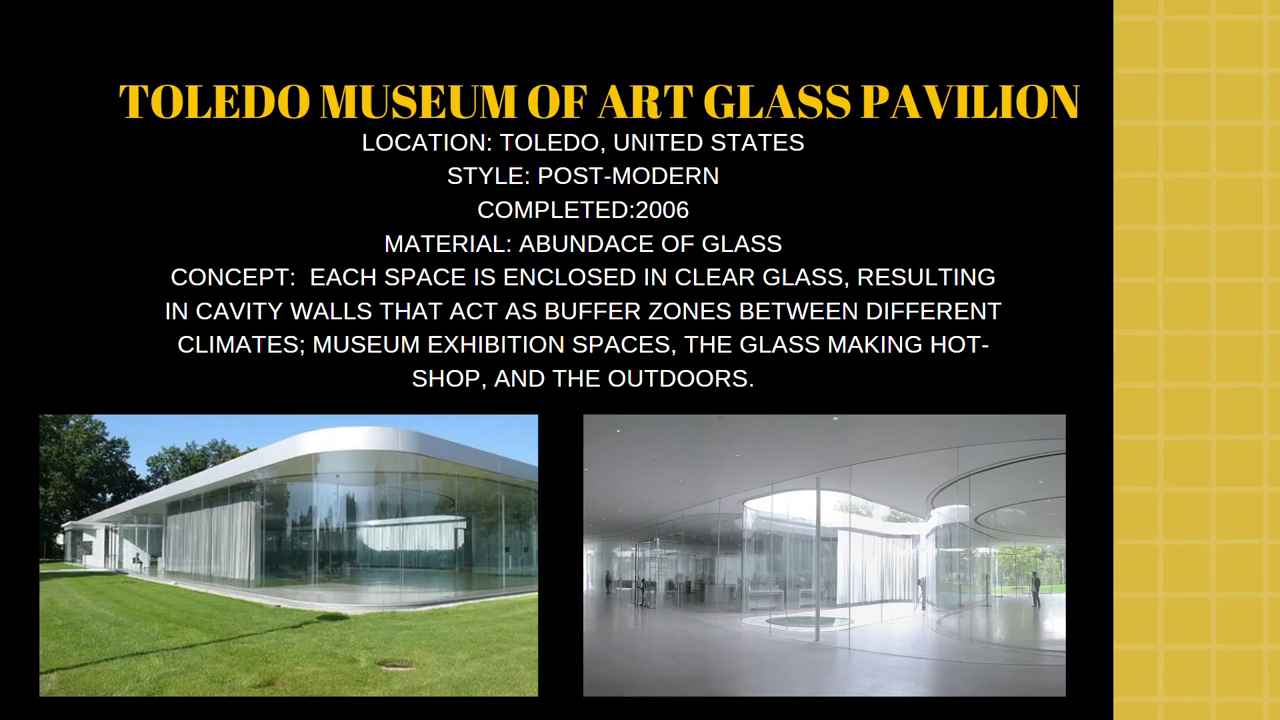 TOLEDO MUSEUM OF ART GLASS PAVILION
LOCATION: TOLEDO, UNITED STATES
STYLE: POST-MODERN
COMPLETED:2006
MATERIAL: ABUNDACE OF GLASS
CONCEPT:  EACH SPACE IS ENCLOSED IN CLEAR GLASS, RESULTING
IN CAVITY WALLS THAT ACT AS BUFFER ZONES BETWEEN DIFFERENT
CLIMATES; MUSEUM EXHIBITION SPACES, THE GLASS MAKING HOT-
SHOP, AND THE OUTDOORS.